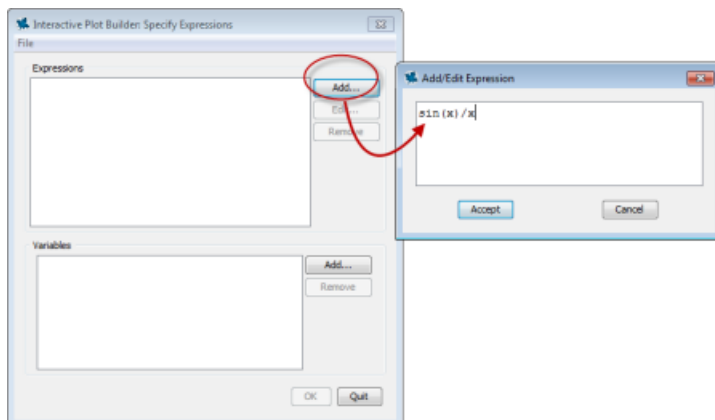 Interactive Plot Builder: Specify Expressions
File
Expressions
Add...
Edit...
Remove
Add/Edit Expression
sin(x)/x
Accept
Cancel
Variables
Add...
Remove
OK
Quit